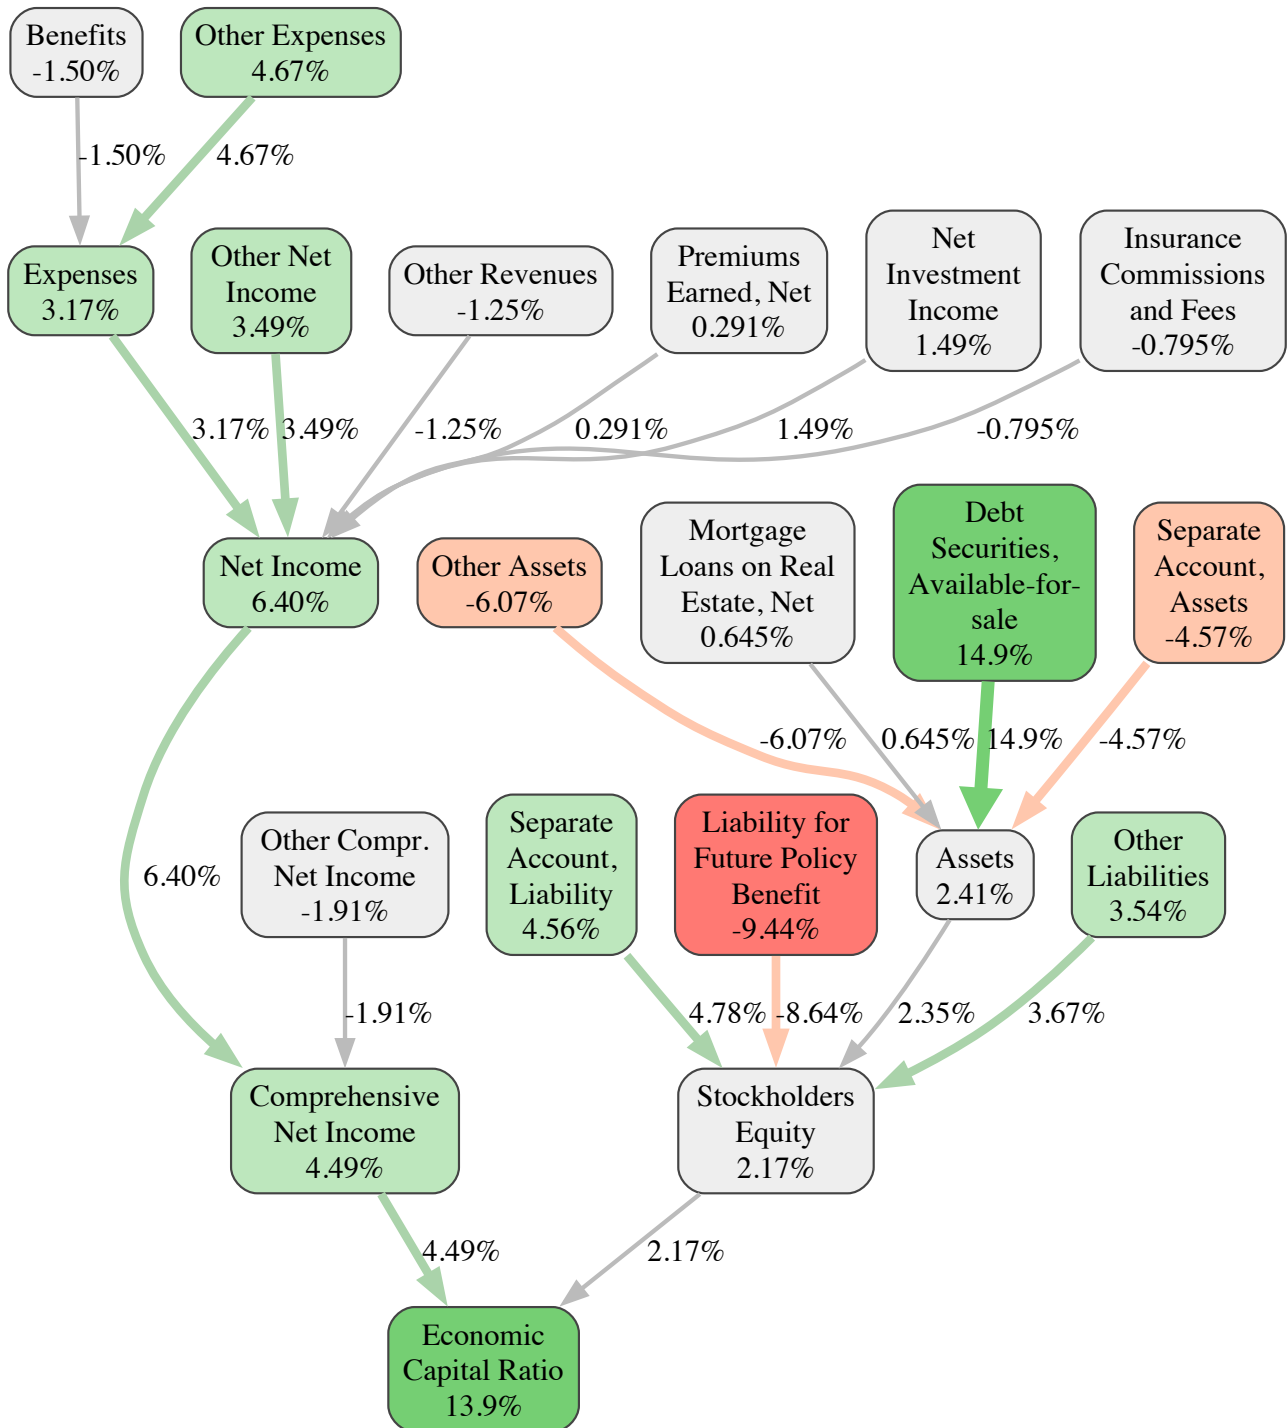 Benefits
-1.50%
Other Expenses
4.67%
-1.50%
4.67%
Expenses
3.17%
Other Net
Income
3.49%
Other Revenues
-1.25%
Premiums
Earned, Net
0.291%
Net
Investment
Income
1.49%
Insurance
Commissions
and Fees
-0.795%
3.17%
3.49%
-1.25%
0.291%
1.49%
-0.795%
Net Income
6.40%
Other Assets
-6.07%
Mortgage
Loans on Real
Estate, Net
0.645%
Debt
Securities,
Available-for-
sale
14.9%
Separate
Account,
Assets
-4.57%
-6.07%
0.645%
14.9%
-4.57%
6.40%
Other Compr.
Net Income
-1.91%
Separate
Account,
Liability
4.56%
Liability for
Future Policy
Benefit
-9.44%
Assets
2.41%
Other
Liabilities
3.54%
-1.91%
4.78%
-8.64%
2.35%
3.67%
Comprehensive
Net Income
4.49%
Stockholders
Equity
2.17%
4.49%
2.17%
Economic
Capital Ratio
13.9%